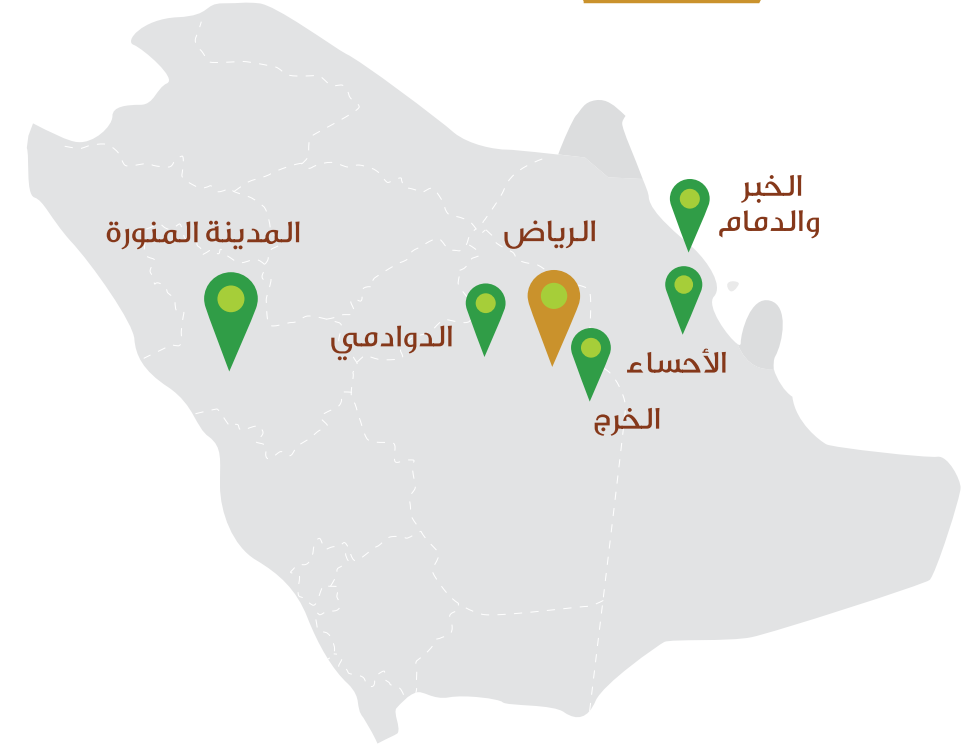 الخبر
والدمام
الرياض
المدينة المنورة
الدوادمي
الأحساء
الخرج